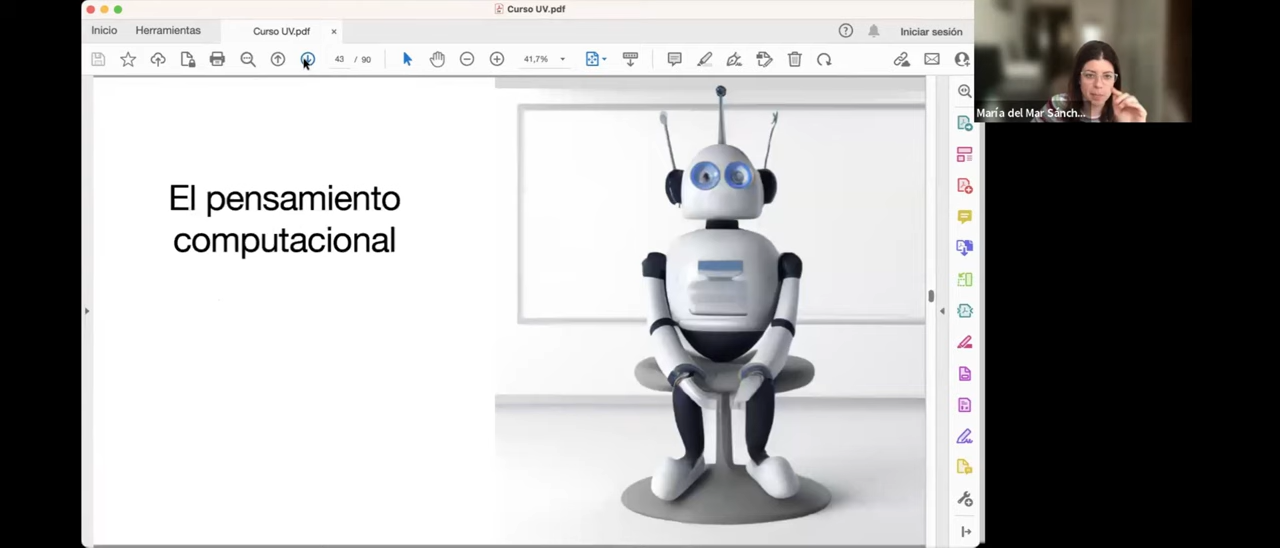 Curso UV.pdf
Inicio
Herramientas
Curso UV.pdf
Iniciar sesión
43 / 90
41,7%
María del Mar Sánch...
El pensamiento
computacional